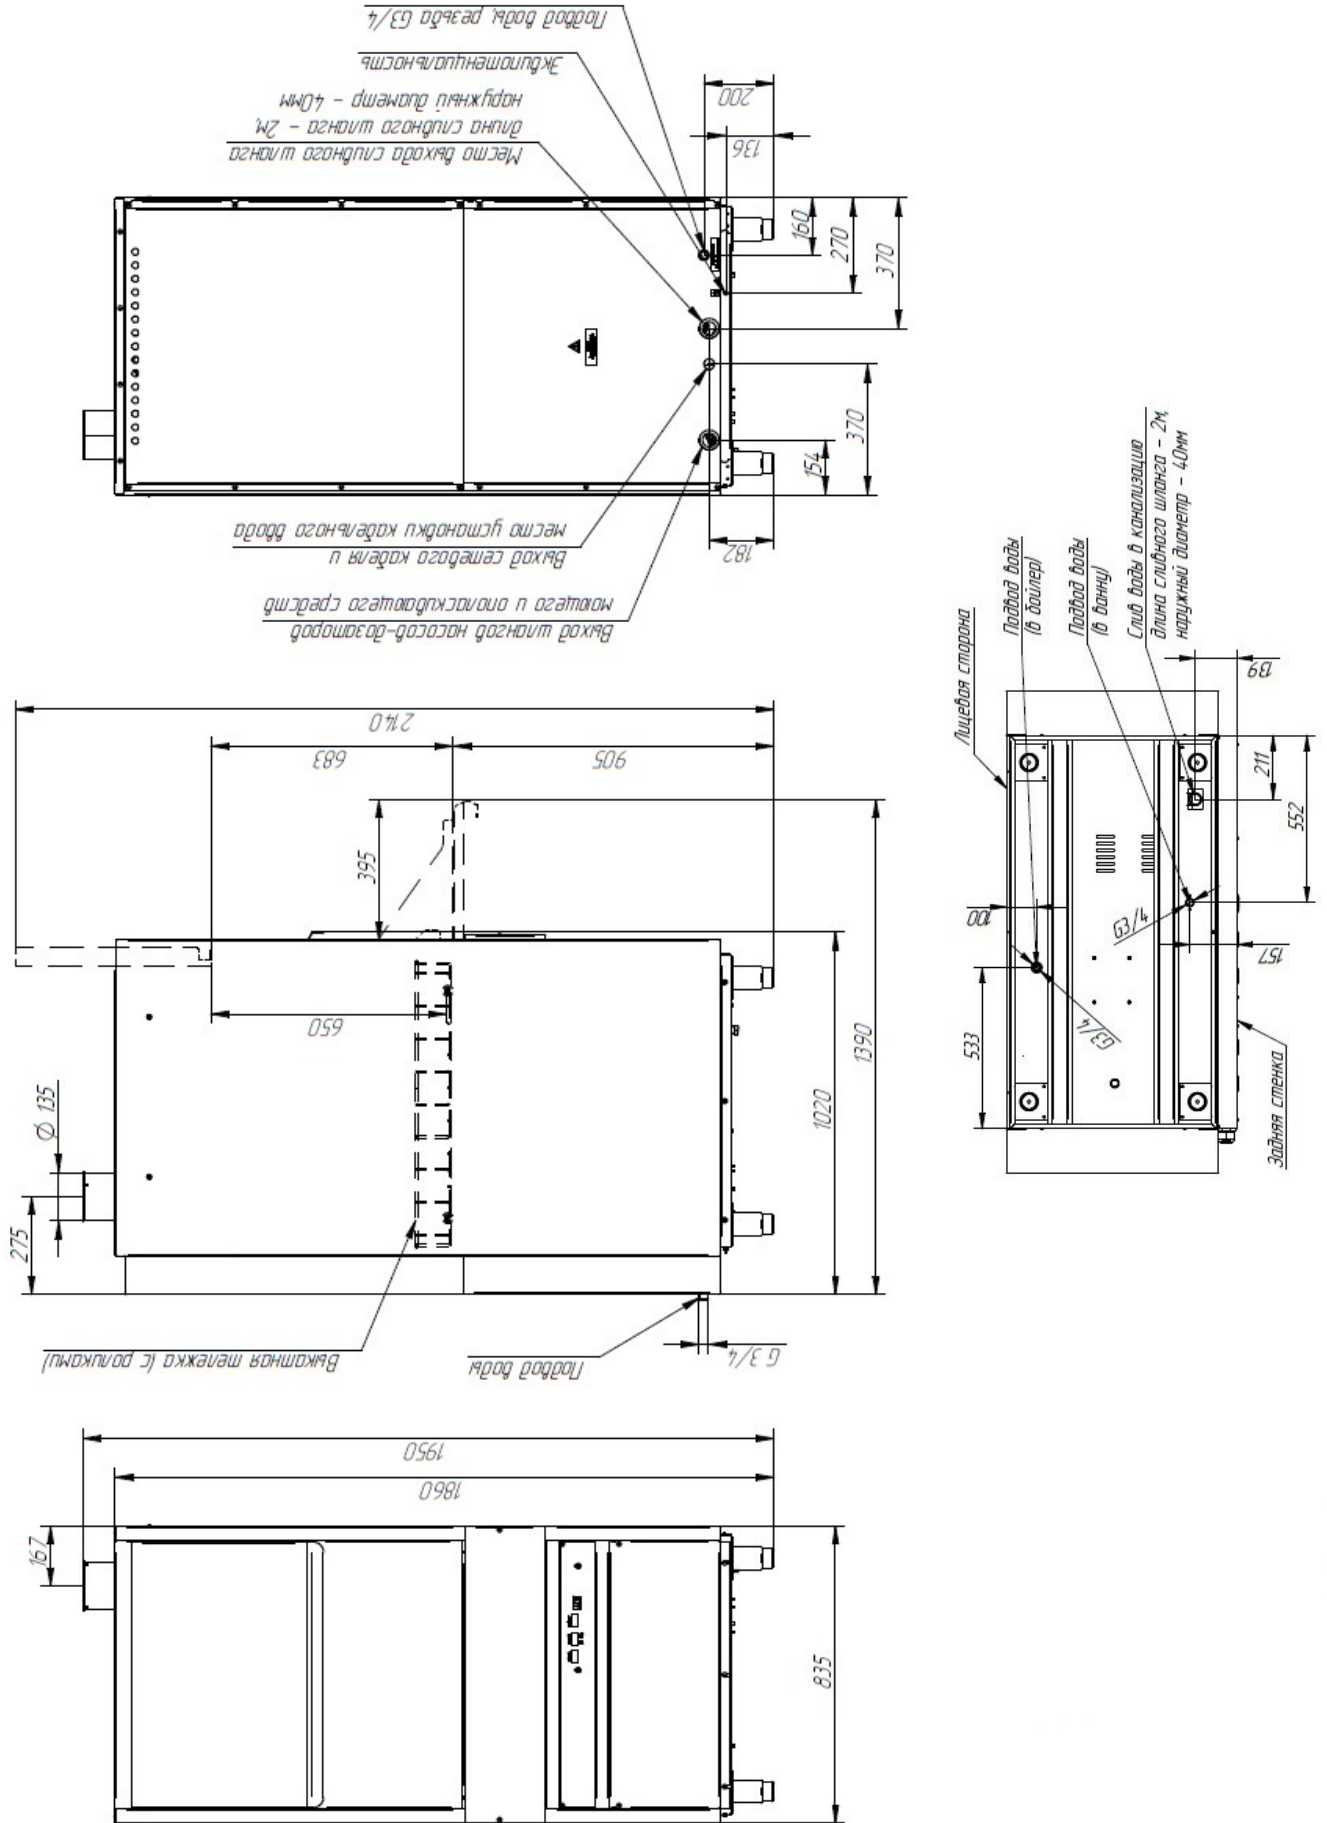 Подвод воды, резьба G3/4
Эквипотенциальность
Место выхода сливного шланга
длина сливного шланга - 2м,
наружный диаметр - 40мм
200
136
160
270
370
370
154
182
Выход сетевого кабеля и
место установки кабельного ввода
Выход шлангов насосов-дозаторов
моющего и ополаскивающего средств
2140
683
905
395
650
Ø 135
275
1020
1390
Выкатная тележка (с роликами)
Подвод воды
G 3/4
Лицевая сторона
Подвод воды
(в бойлер)
Подвод воды
(в ванну)
Слив воды в канализацию
длина сливного шланга - 2м,
наружный диаметр - 40мм
139
211
552
100
G3/4
157
533
G3/4
Задняя стенка
1950
1860
167
835